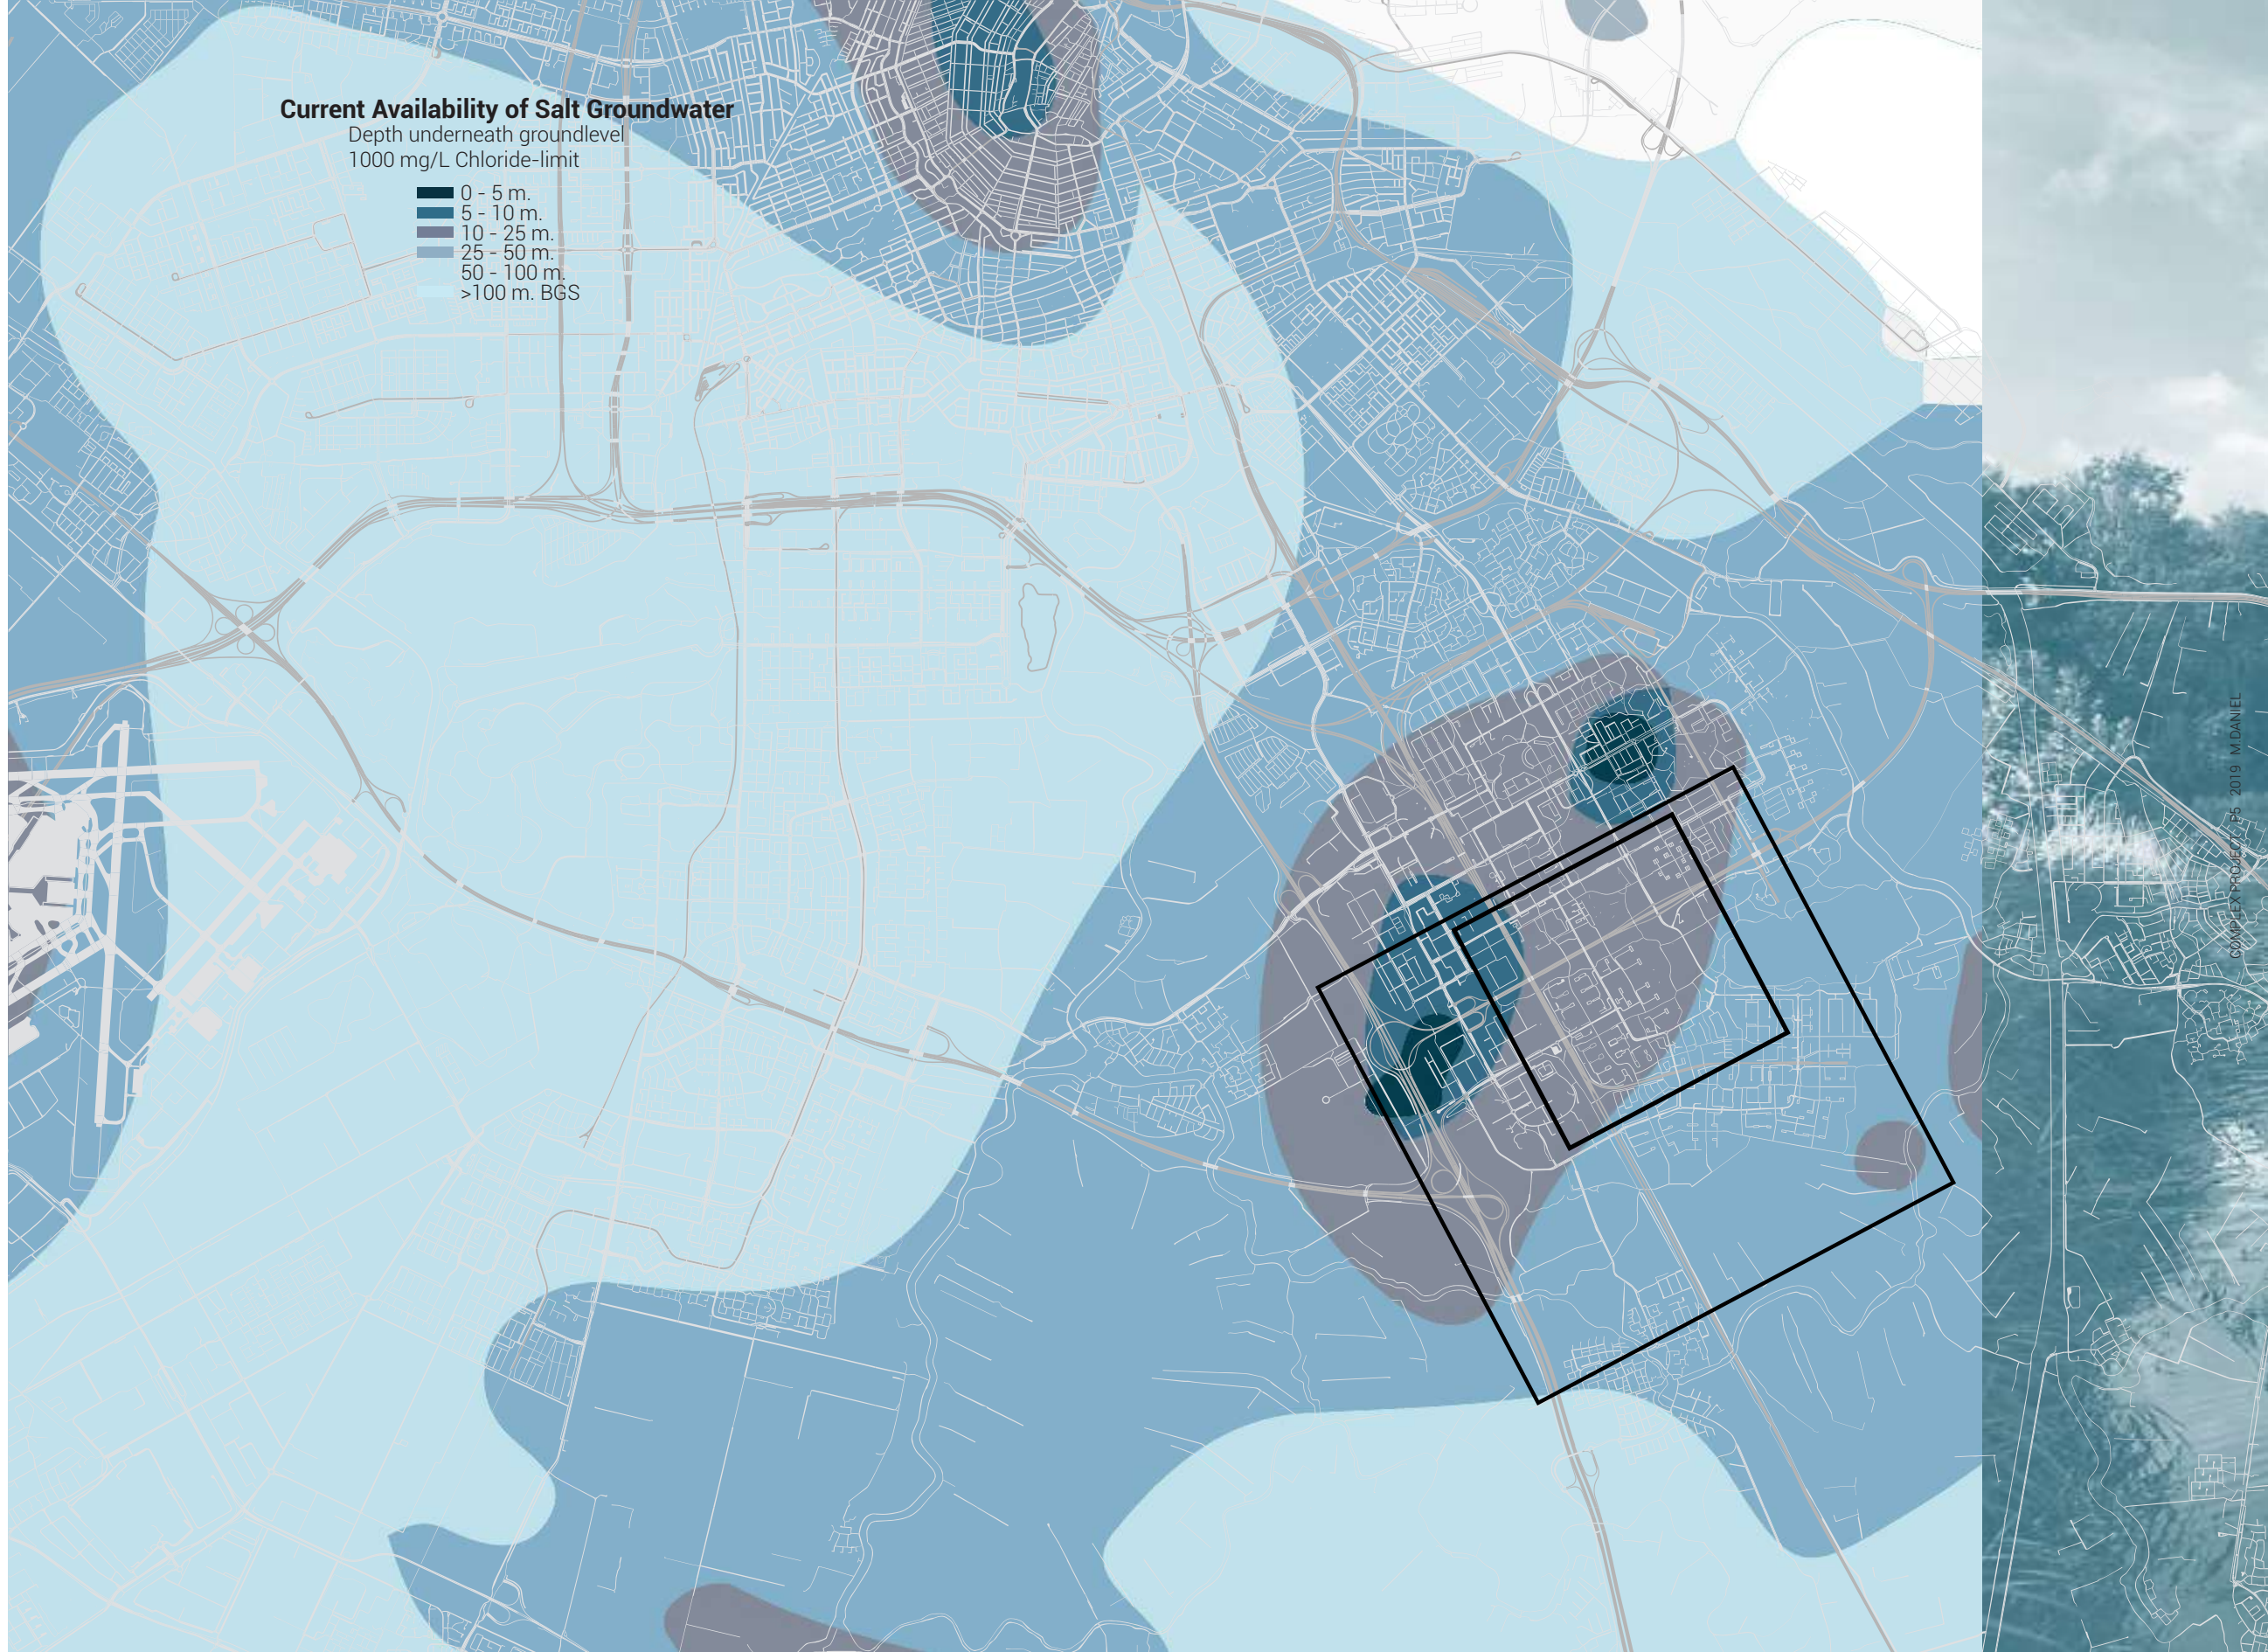 Current Availability of Salt Groundwater
Depth underneath groundlevel
1000 mg/L Chloride-limit
0 - 5 m.
5 - 10 m.
10 - 25 m.
25 - 50 m.
50 - 100 m.
>100 m. BGS
COMPLEX PROJECT P5 2019 M.DANIEL